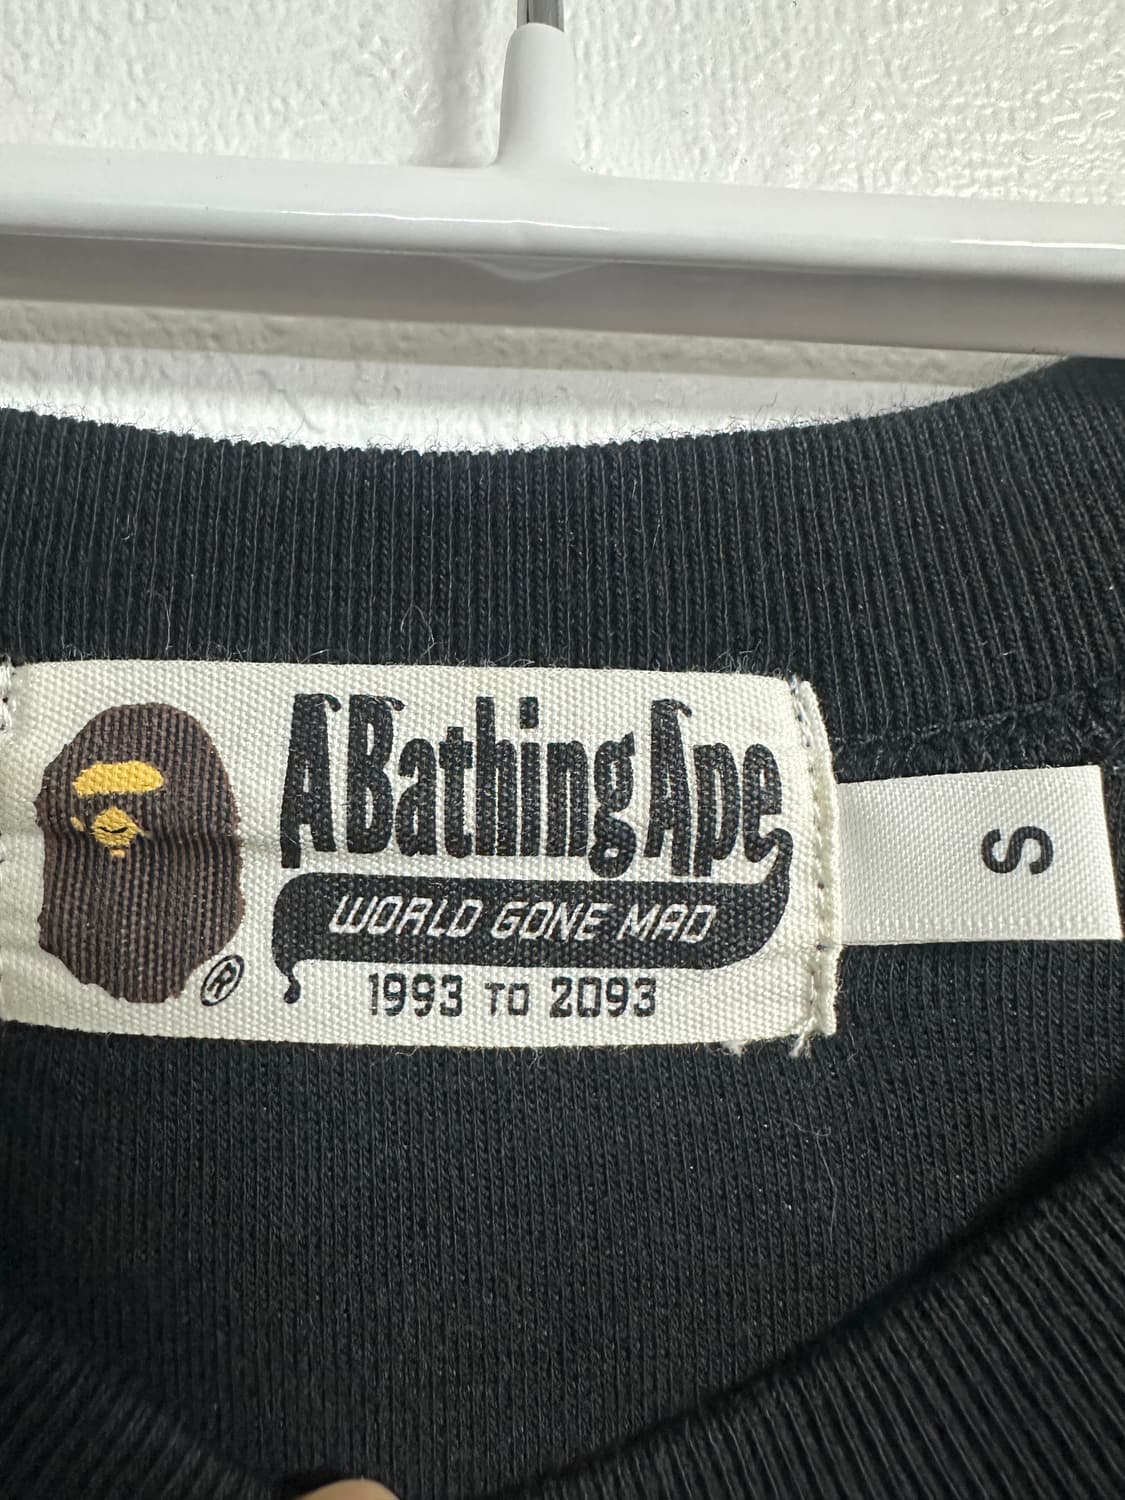 A Bathing Ape
WORLD GONE MAD
1993 TO 2093
®
S